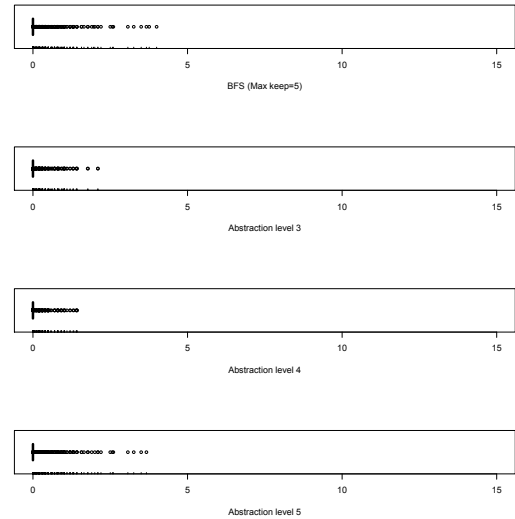 0 5 10 15
BFS (Max keep=5)
0 5 10 15
Abstraction level 3
0 5 10 15
Abstraction level 4
0 5 10 15
Abstraction level 5